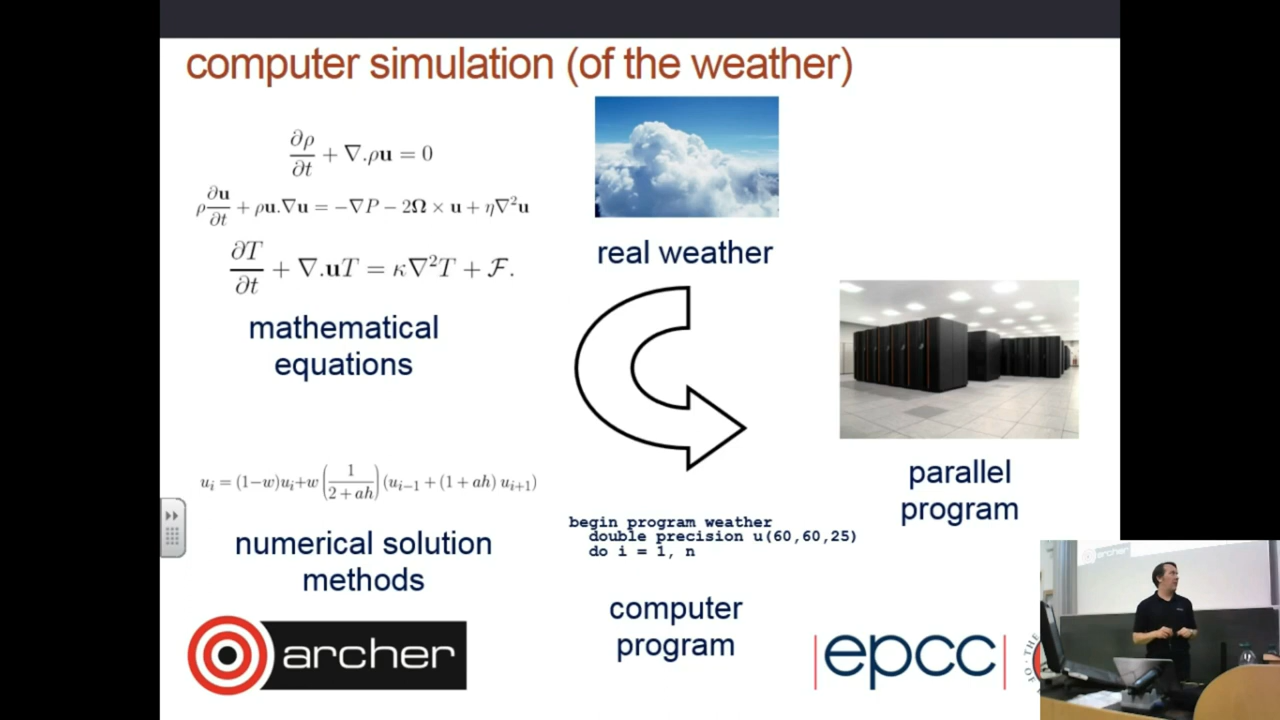 computer simulation (of the weather)
∂ρ/∂t + ∇.ρu = 0
ρ ∂u/∂t + ρu.∇u = −∇P − 2Ω × u + η∇²u
∂T/∂t + ∇.uT = κ∇²T + F.
mathematical
equations
real weather
parallel
program
u_i = (1−w)u_i+w (1/(2+ah)) (u_{i−1} + (1+ah) u_{i+1})
numerical solution
methods
begin program weather
double precision u(60,60,25)
do i = 1, n
computer
program
archer
|epcc|
archer